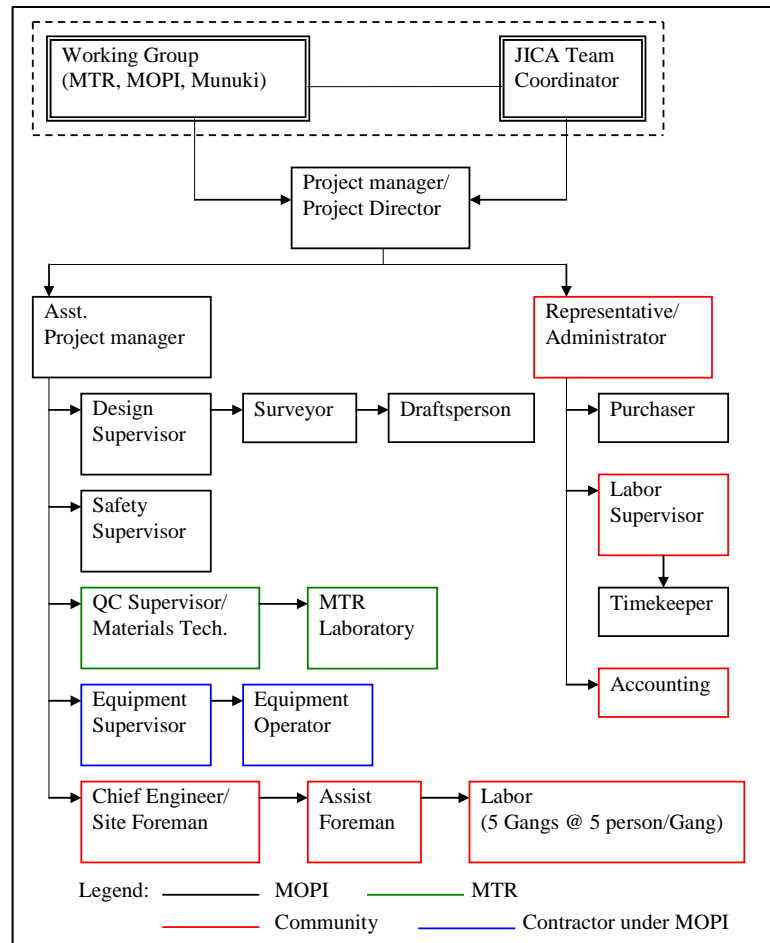 Working Group
(MTR, MOPI, Munuki)
JICA Team
Coordinator
Project manager/
Project Director
Asst.
Project manager
Representative/
Administrator
Design
Supervisor
Surveyor
Draftsperson
Purchaser
Safety
Supervisor
Labor
Supervisor
QC Supervisor/
Materials Tech.
MTR
Laboratory
Timekeeper
Equipment
Supervisor
Equipment
Operator
Accounting
Chief Engineer/
Site Foreman
Assist
Foreman
Labor
(5 Gangs @ 5 person/Gang)
Legend:
MOPI
MTR
Community
Contractor under MOPI